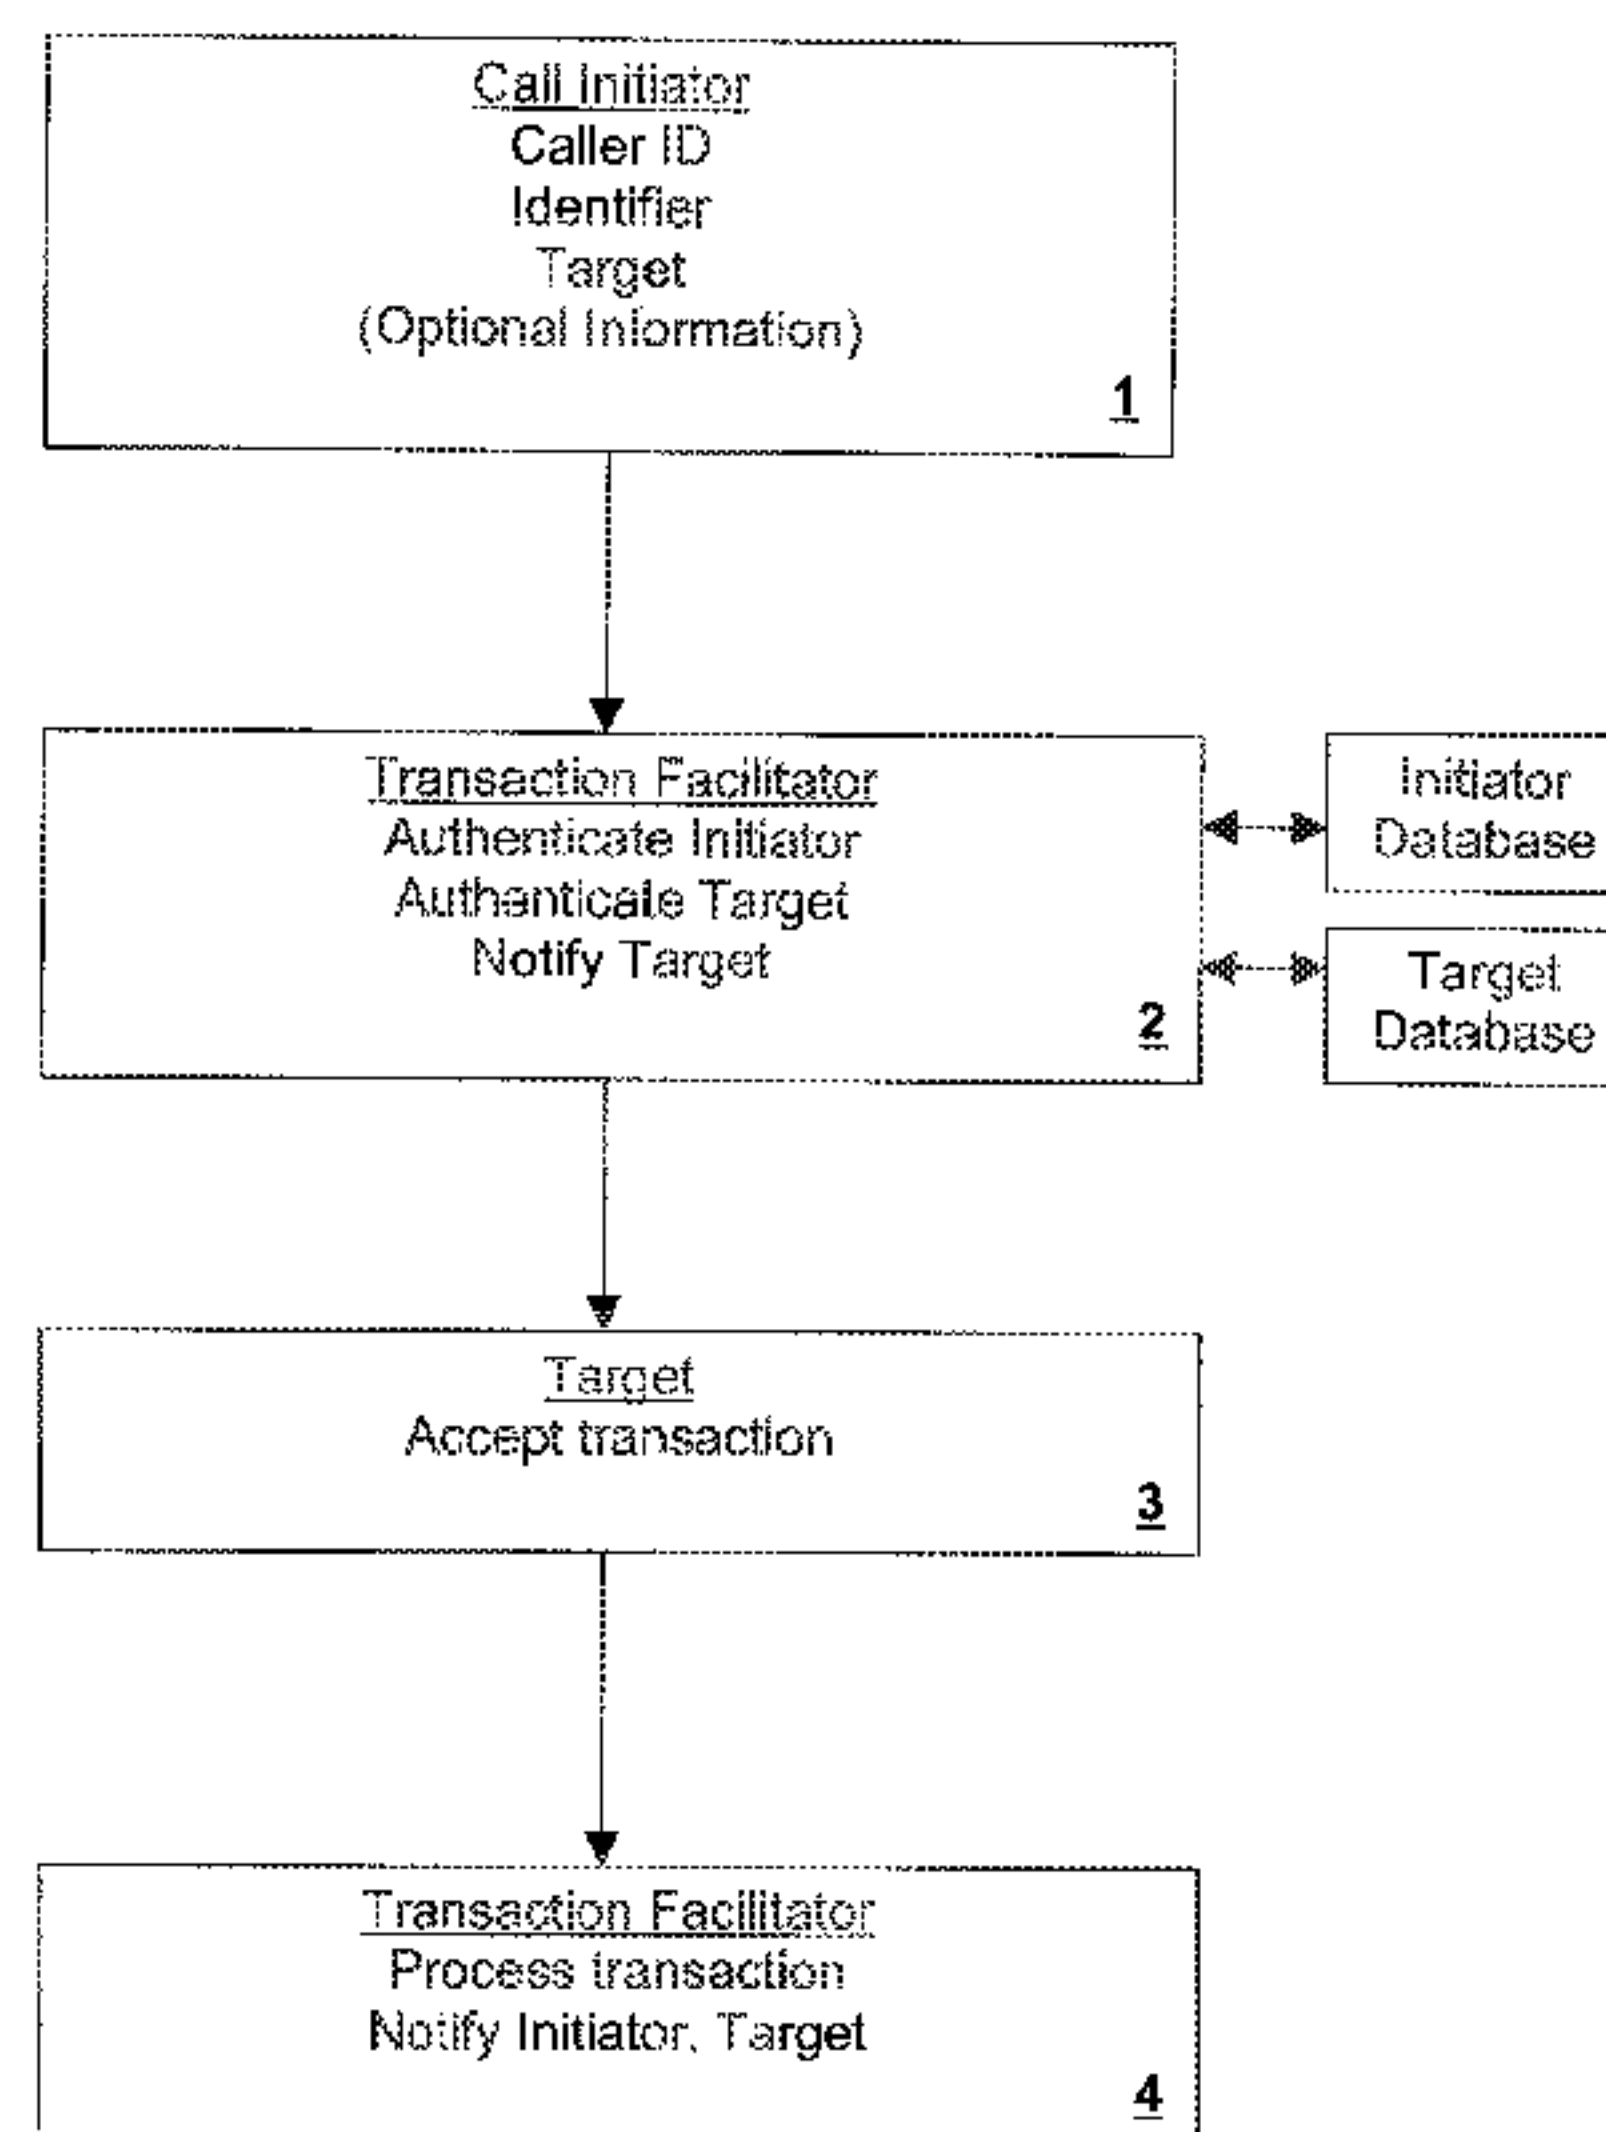 Call Initiator
Caller ID
Identifier
Target
(Optional Information)
1
Transaction Facilitator
Authenticate Initiator
Authenticate Target
Notify Target
2
Initiator
Database
Target
Database
Target
Accept transaction
3
Transaction Facilitator
Process transaction
Notify Initiator, Target
4